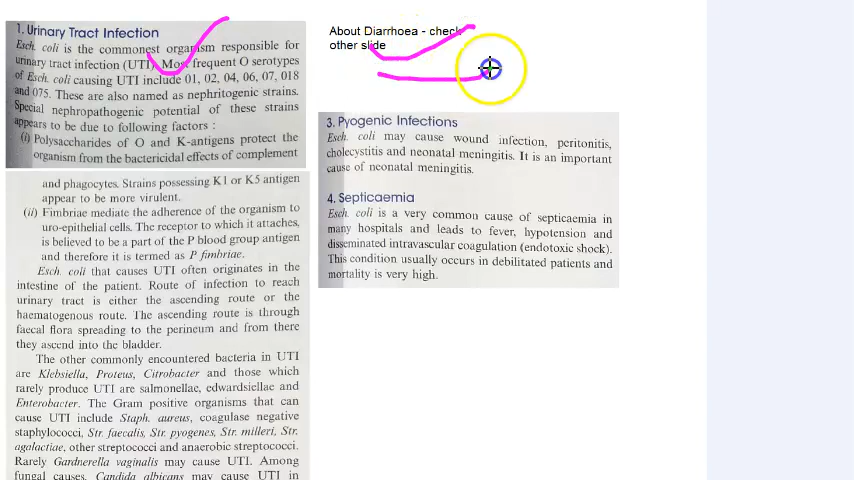 1. Urinary Tract Infection
Esch. coli is the commonest organism responsible for
urinary tract infection (UTI). Most frequent O serotypes
of Esch. coli causing UTI include 01, 02, 04, 06, 07, 018
and 075. These are also named as nephritogenic strains.
Special nephropathogenic potential of these strains
appears to be due to following factors :
(i) Polysaccharides of O and K-antigens protect the
organism from the bactericidal effects of complement
and phagocytes. Strains possessing K1 or K5 antigen
appear to be more virulent.
(ii) Fimbriae mediate the adherence of the organism to
uro-epithelial cells. The receptor to which it attaches,
is believed to be a part of the P blood group antigen
and therefore it is termed as P fimbriae.
Esch. coli that causes UTI often originates in the
intestine of the patient. Route of infection to reach
urinary tract is either the ascending route or the
haematogenous route. The ascending route is through
faecal flora spreading to the perineum and from there
they ascend into the bladder.
The other commonly encountered bacteria in UTI
are Klebsiella, Proteus, Citrobacter and those which
rarely produce UTI are salmonellae, edwardsiellae and
Enterobacter. The Gram positive organisms that can
cause UTI include Staph. aureus, coagulase negative
staphylococci, Str. faecalis, Str. pyogenes, Str. milleri, Str.
agalactiae, other streptococci and anaerobic streptococci.
Rarely Gardnerella vaginalis may cause UTI. Among
fungal causes, Candida albicans may cause UTI in
About Diarrhoea - check
other slide
3. Pyogenic Infections
Esch. coli may cause wound infection, peritonitis,
cholecystitis and neonatal meningitis. It is an important
cause of neonatal meningitis.
4. Septicaemia
Esch. coli is a very common cause of septicaemia in
many hospitals and leads to fever, hypotension and
disseminated intravascular coagulation (endotoxic shock).
This condition usually occurs in debilitated patients and
mortality is very high.